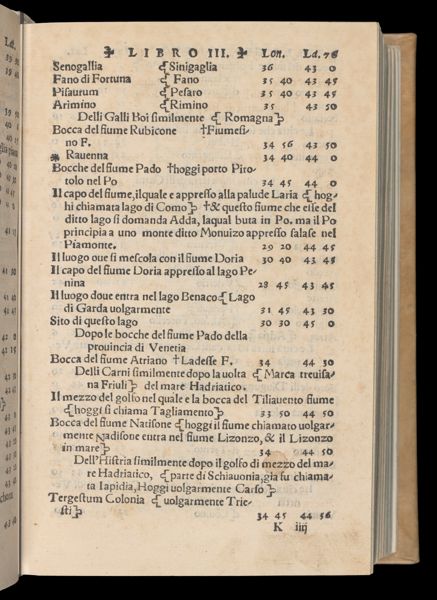 LIBRO III. Lon. Ld. 78
Senogallia {Sinigaglia 36 43 0
Fano di Fortuna { Fano 35 40 43 45
Pisaurum {Pesaro 35 40 43 45
Arimino {Rimino 35 43 50
Delli Galli Boi similmente { Romagna}
Bocca del fiume Rubicone †Fiumesi
no F. 34 56 43 50
Rauenna 34 40 44 0
Bocche del fiume Pado †hoggi porto Pri
tolo nel Po 34 45 44 0
Il capo del fiume, il quale e appresso alla palude Laria {hog
hi chiamata lago di Como} †& questo fiume che esse del
ditto lago si domanda Adda, laqual buta in Po. ma il Po
principia a uno monte ditto Monuizo appresso salase nel
Piamonte. 29 20 44 45
Il luogo oue si mescola con il fiume Doria 30 40 43 45
Il capo del fiume Doria appresso al lago Pe
nina 28 45 43 45
Il luogo doue entra nel lago Benaco {Lago
di Garda uolgarmente 31 45 43 30
Sito di questo lago 30 30 45 0
Dopo le bocche del fiume Pado della
prouincia di Venetia
Bocca del fiume Atriano †Ladesse F. 34 44 30
Delli Carni similmente dopo la uolta { Marca treuisa
na Friuli} del mare Hadriatico.
Il mezzo del golfo nel quale e la bocca del Tiliauento fiume
{hoggi si chiama Tagliamento} 33 50 44 50
Bocca del fiume Natisone {hoggi il fiume chiamato uolgar
mente Nadisone entra nel fiume Lizonzo, & il Lizonzo
in mare} 34 44 50
Dell'Histria similmente dopo il golfo di mezzo del ma
re Hadriatico, {parte di Schiauonia, gia fu chiama
ta Iapidia, Hoggi uolgarmente Carso}
Tergestum Colonia { uolgarmente Trie
sti} 34 45 44 56
K iiij